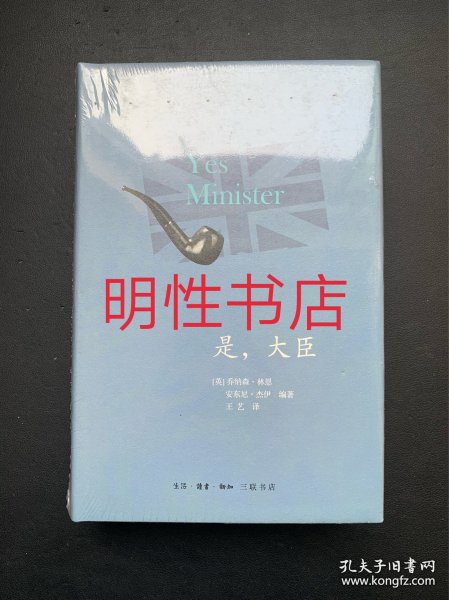 Yes
Minister
明性书店
是，大臣
[英] 乔纳森·林恩
安东尼·杰伊 编著
王艺 译
生活·讀書·新知 三联书店
孔夫子旧书网
www.kongfz.com